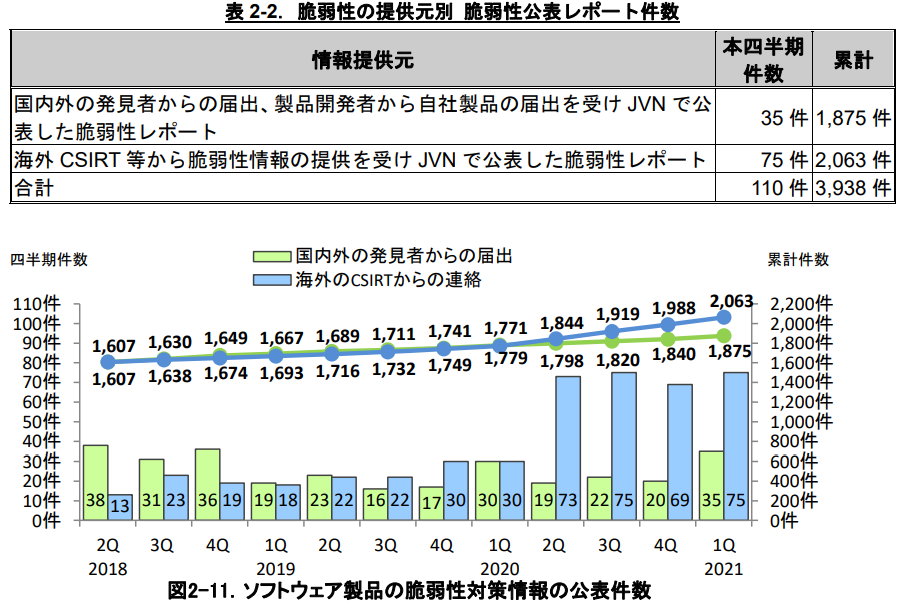 表 2-2. 脆弱性の提供元別 脆弱性公表レポート件数
情報提供元
本四半期
件数
累計
国内外の発見者からの届出、製品開発者から自社製品の届出を受け JVN で公
表した脆弱性レポート
35 件
1,875 件
海外 CSIRT 等から脆弱性情報の提供を受け JVN で公表した脆弱性レポート
75 件
2,063 件
合計
110 件
3,938 件
四半期件数
国内外の発見者からの届出
海外のCSIRTからの連絡
累計件数
110件
100件
90件
80件
70件
60件
50件
40件
30件
20件
10件
0件
1,607 1,630 1,649 1,667 1,689 1,711 1,741 1,771 1,844 1,919 1,988 2,063
1,607 1,638 1,674 1,693 1,716 1,732 1,749 1,779 1,798 1,820 1,840 1,875
38 13 31 23 36 19 19 18 23 22 16 22 17 30 30 30 19 73 22 75 20 69 35 75
2,200件
2,000件
1,800件
1,600件
1,400件
1,200件
1,000件
800件
600件
400件
200件
0件
2Q 3Q 4Q 1Q 2Q 3Q 4Q 1Q 2Q 3Q 4Q 1Q
2018 2019 2020 2021
図2-11. ソフトウェア製品の脆弱性対策情報の公表件数